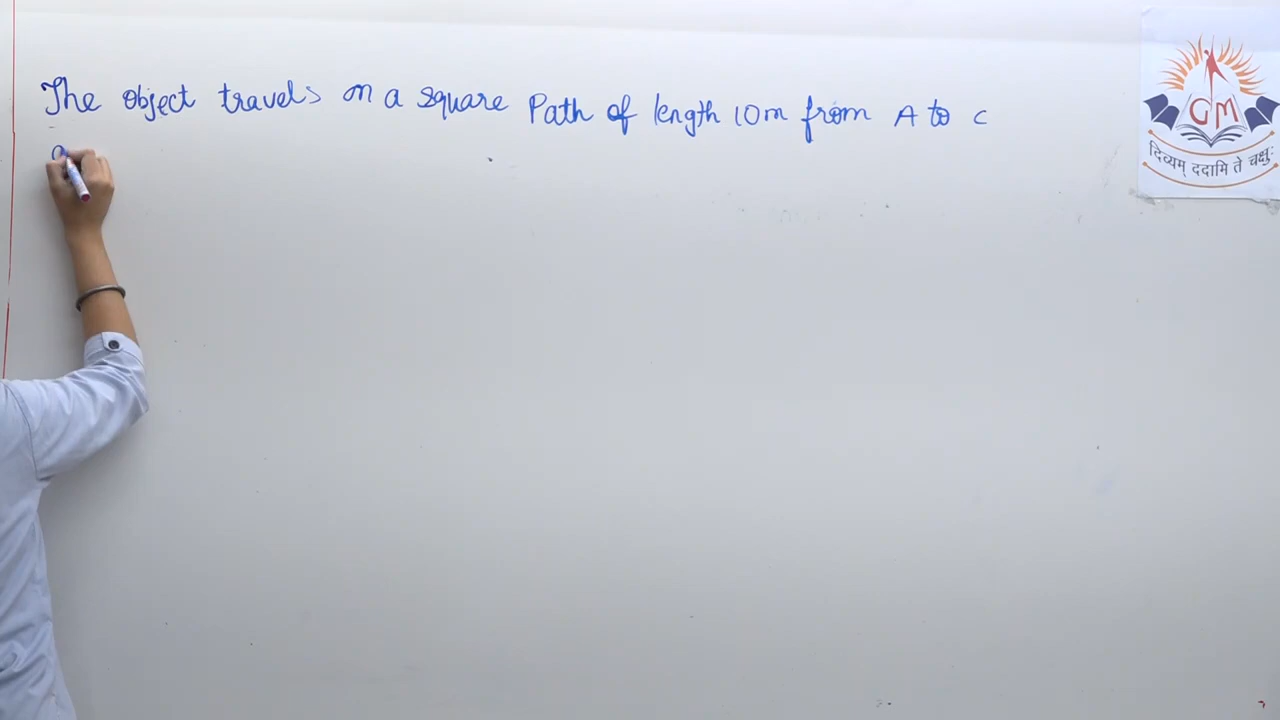 The object travels on a square Path of length 10m from A to C
GM
दिव्यम् ददामि ते चक्षुः